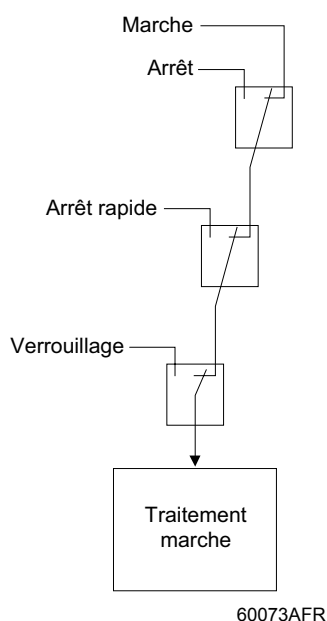 Marche
Arrêt
Arrêt rapide
Verrouillage
Traitement
marche
60073AFR